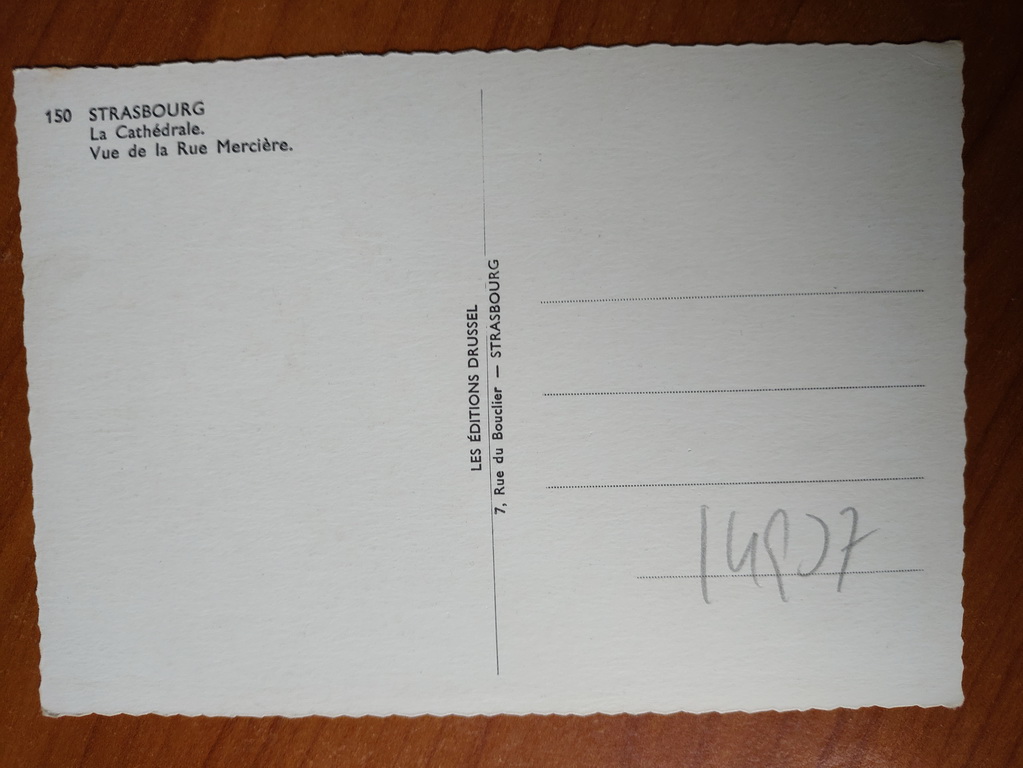 150 STRASBOURG
La Cathédrale.
Vue de la Rue Mercière.
LES ÉDITIONS DRUSSEL
7, Rue du Bouclier — STRASBOURG